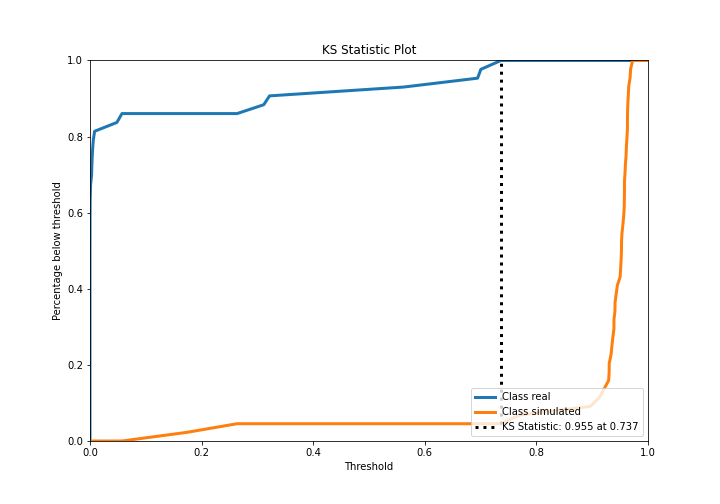 KS Statistic Plot
Percentage below threshold
1.0
0.8
0.6
0.4
0.2
0.0
0.0 0.2 0.4 0.6 0.8 1.0
Threshold
Class real
Class simulated
KS Statistic: 0.955 at 0.737